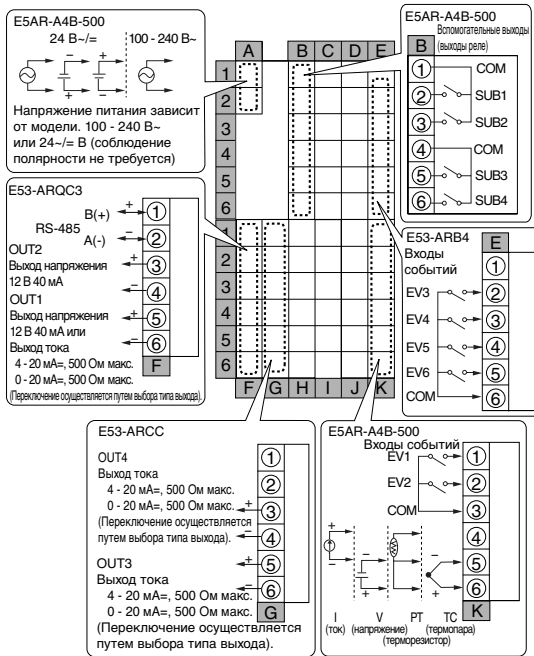 E5AR-A4B-500
24 В~/=
100 - 240 В~
Напряжение питания зависит
от модели. 100 - 240 В~
или 24~/= В (соблюдение
полярности не требуется)
A
B
C
D
E
1
2
3
4
5
6
1
2
3
4
5
6
F
G
H
I
J
K
E5AR-A4B-500
Вспомогательные выходы
(выходы реле)
B
1
COM
2
SUB1
3
SUB2
4
COM
5
SUB3
6
SUB4
E53-ARQC3
RS-485
B(+)
+
1
A(-)
−
2
OUT2
Выход напряжения
12 В 40 мА
+
3
−
4
OUT1
Выход напряжения
12 В 40 мА или
Выход тока
+
5
−
6
4 - 20 мА=, 500 Ом макс.
0 - 20 мА=, 500 Ом макс.
F
(Переключение осуществляется путем выбора типа выхода).
E53-ARB4
Входы
событий
E
1
EV3
2
EV4
3
EV5
4
EV6
5
COM
6
E53-ARCC
OUT4
Выход тока
4 - 20 мА=, 500 Ом макс.
0 - 20 мА=, 500 Ом макс.
(Переключение осуществляется
путем выбора типа выхода).
1
2
+
3
−
4
OUT3
Выход тока
4 - 20 мА=, 500 Ом макс.
0 - 20 мА=, 500 Ом макс.
+
5
−
6
G
(Переключение осуществляется
путем выбора типа выхода).
E5AR-A4B-500
Входы событий
EV1
1
EV2
2
COM
3
4
5
6
K
I
(ток)
V
(напряжение)
PT
(терморезистор)
TC
(термопара)